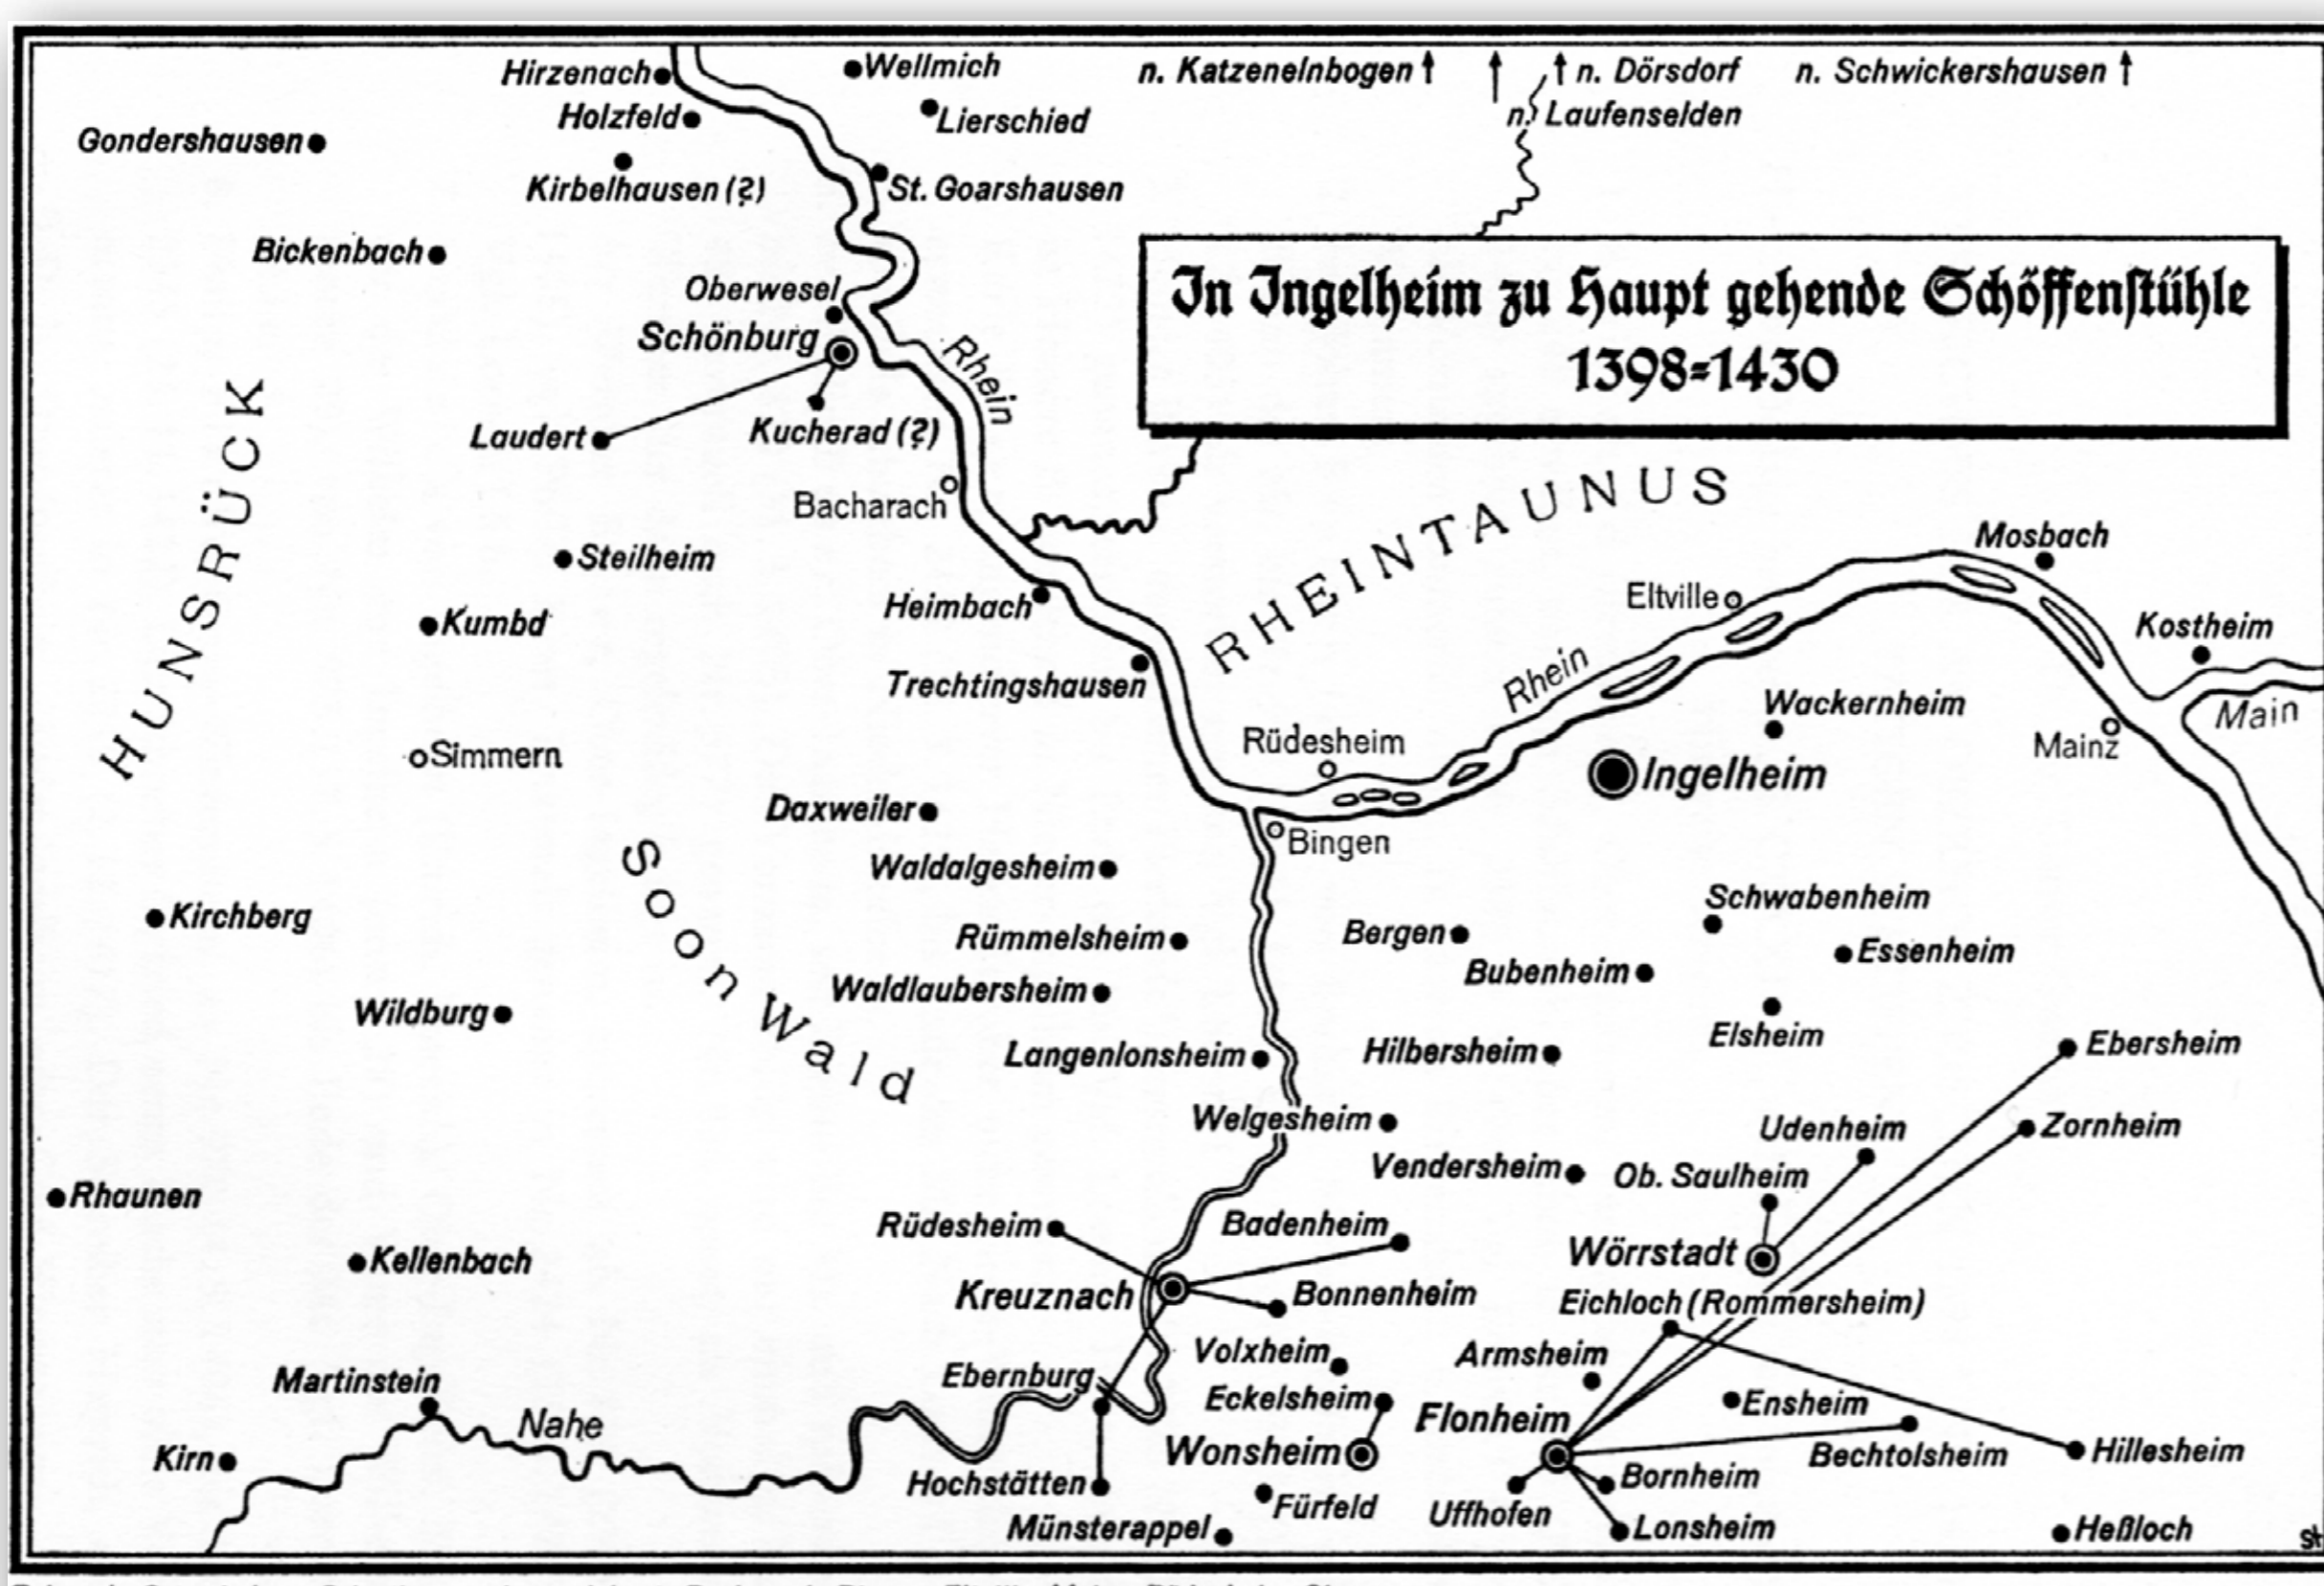 Hirzenach
Wellmich
n. Katzenelnbogen
n. Dörsdorf
n. Schwickershausen
Holzfeld
Lierschied
n. Laufenselden
Gondershausen
Kirbelhausen (?)
St. Goarshausen
Bickenbach
Oberwesel
Schönburg
In Ingelheim zu Haupt gehende Schöffenstühle
1398=1430
Rhein
Laudert
Kucherad (?)
HUNSRÜCK
Bacharach
RHEINTAUNUS
Steilheim
Mosbach
Heimbach
Eltville
Kumbd
Kostheim
Trechtingshausen
Rhein
Wackernheim
Main
Simmern
Rüdesheim
Mainz
Ingelheim
Daxweiler
Bingen
Soon Wald
Waldalgesheim
Schwabenheim
Kirchberg
Rümmelsheim
Bergen
Essenheim
Bubenheim
Waldlaubersheim
Wildburg
Elsheim
Langenlonsheim
Hilbersheim
Ebersheim
Welgesheim
Udenheim
Zornheim
Vendersheim
Ob. Saulheim
Rhaunen
Rüdesheim
Badenheim
Wörrstadt
Kellenbach
Kreuznach
Bonnenheim
Eichloch (Rommersheim)
Volxheim
Armsheim
Martinstein
Ebernburg
Eckelsheim
Flonheim
Ensheim
Nahe
Wonsheim
Bechtolsheim
Hillesheim
Kirn
Hochstätten
Bornheim
Fürfeld
Uffhofen
Münsterappel
Lonsheim
Heßloch